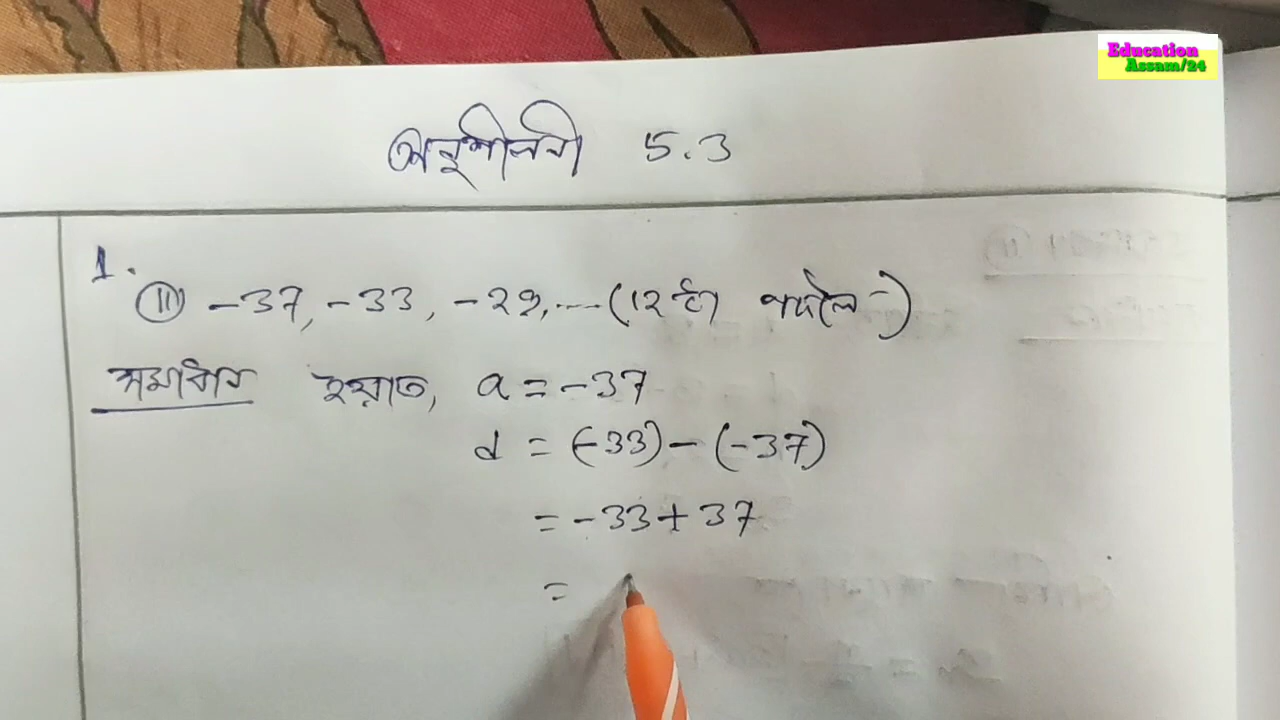 Education
Assam/24
অনুশীলনী 5.3
1.
(ii) -37, -33, -29, ---- (12 টা পদলৈ -)
সমাধান ইয়াত, a = -37
d = (-33) - (-37)
= -33 + 37
=